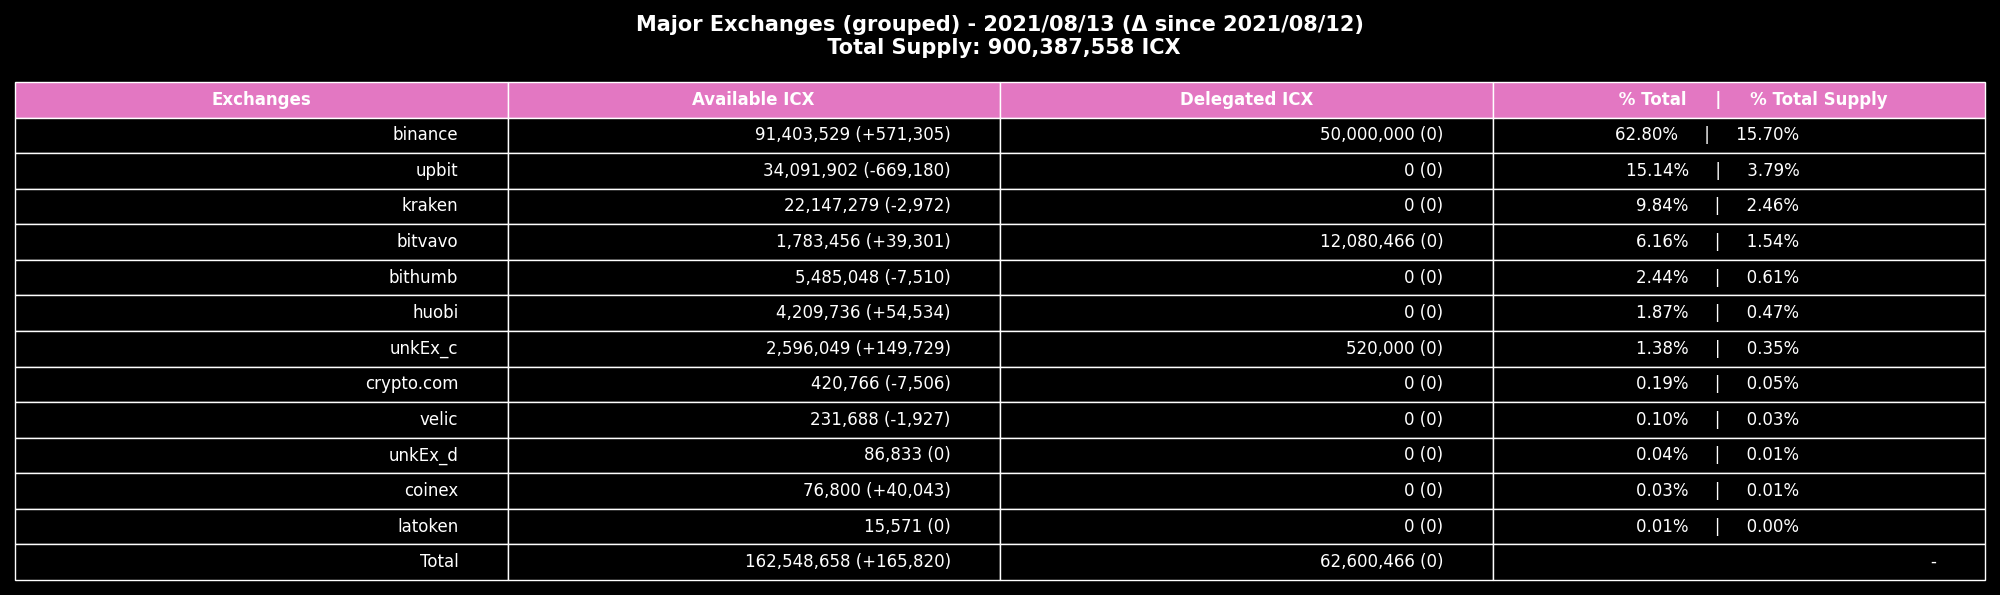 Major Exchanges (grouped) - 2021/08/13 (Δ since 2021/08/12)
Total Supply: 900,387,558 ICX
Exchanges Available ICX Delegated ICX % Total | % Total Supply
binance 91,403,529 (+571,305) 50,000,000 (0) 62.80% | 15.70%
upbit 34,091,902 (-669,180) 0 (0) 15.14% | 3.79%
kraken 22,147,279 (-2,972) 0 (0) 9.84% | 2.46%
bitvavo 1,783,456 (+39,301) 12,080,466 (0) 6.16% | 1.54%
bithumb 5,485,048 (-7,510) 0 (0) 2.44% | 0.61%
huobi 4,209,736 (+54,534) 0 (0) 1.87% | 0.47%
unkEx_c 2,596,049 (+149,729) 520,000 (0) 1.38% | 0.35%
crypto.com 420,766 (-7,506) 0 (0) 0.19% | 0.05%
velic 231,688 (-1,927) 0 (0) 0.10% | 0.03%
unkEx_d 86,833 (0) 0 (0) 0.04% | 0.01%
coinex 76,800 (+40,043) 0 (0) 0.03% | 0.01%
latoken 15,571 (0) 0 (0) 0.01% | 0.00%
Total 162,548,658 (+165,820) 62,600,466 (0) -